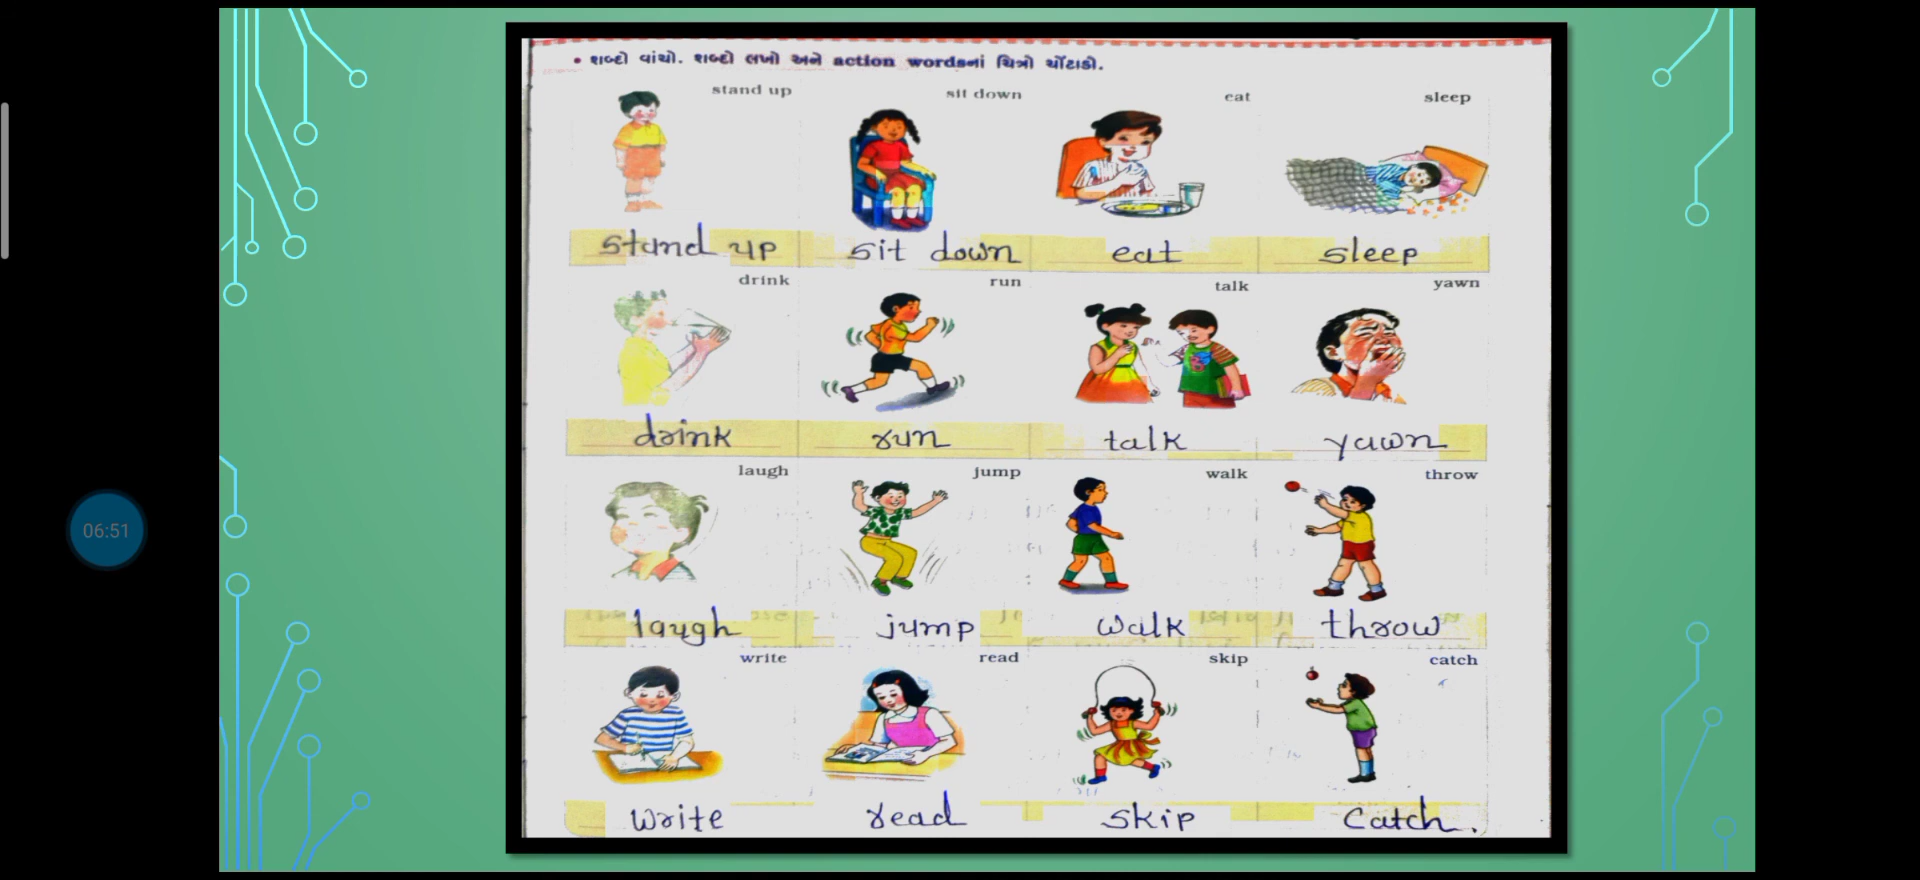 • શબ્દો વાંચો. શબ્દો લખો અને action wordsનાં ચિત્રો ચોંટાડો.
stand up sit down eat sleep
stand up sit down eat sleep
drink run talk yawn
drink run talk yawn
laugh jump walk throw
laugh jump walk throw
write read skip catch
write read skip catch.
06:51